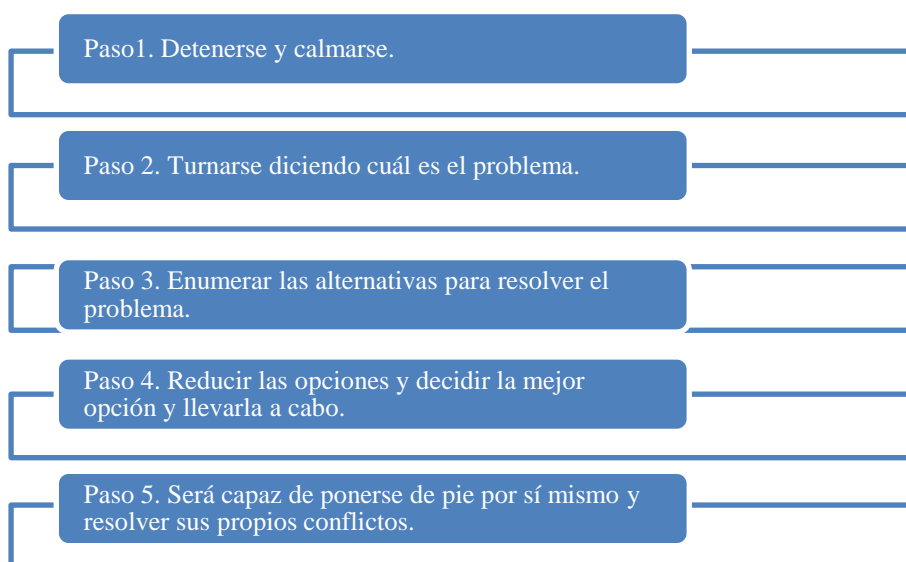 Paso1. Detenerse y calmarse.
Paso 2. Turnarse diciendo cuál es el problema.
Paso 3. Enumerar las alternativas para resolver el
problema.
Paso 4. Reducir las opciones y decidir la mejor
opción y llevarla a cabo.
Paso 5. Será capaz de ponerse de pie por sí mismo y
resolver sus propios conflictos.